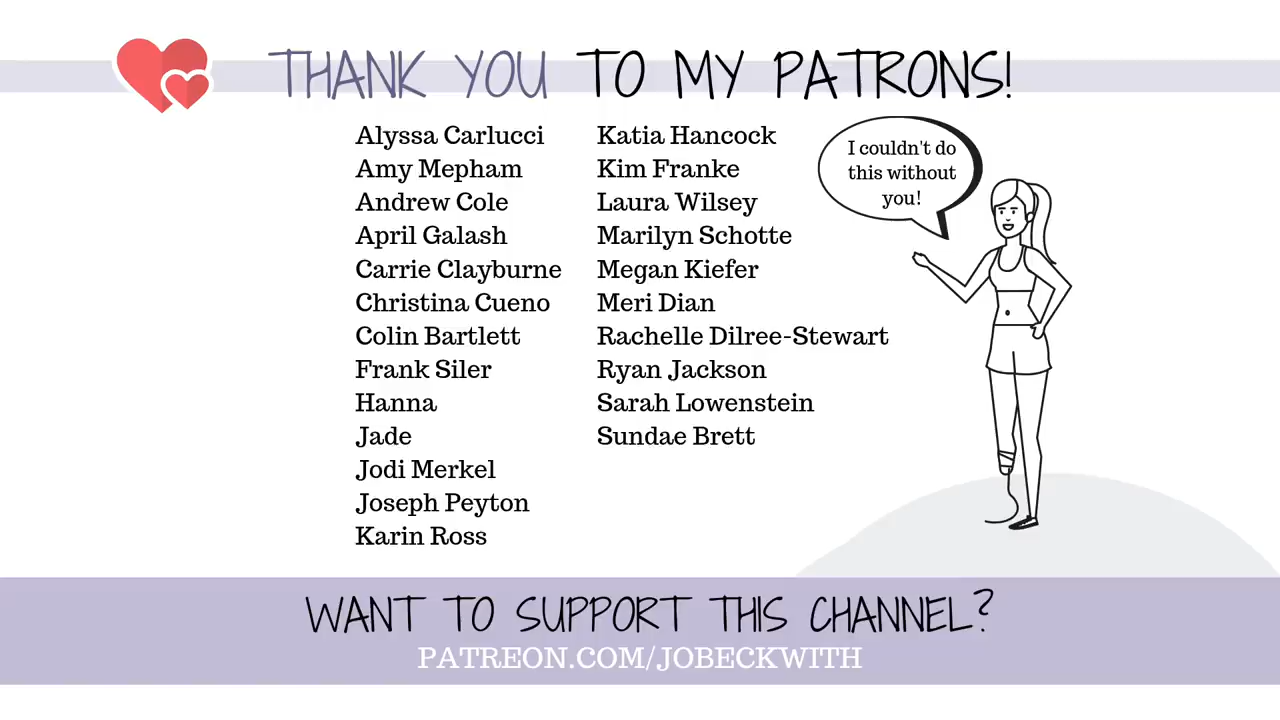 THANK YOU TO MY PATRONS!
Alyssa Carlucci
Amy Mepham
Andrew Cole
April Galash
Carrie Clayburne
Christina Cueno
Colin Bartlett
Frank Siler
Hanna
Jade
Jodi Merkel
Joseph Peyton
Karin Ross
Katia Hancock
Kim Franke
Laura Wilsey
Marilyn Schotte
Megan Kiefer
Meri Dian
Rachelle Dilree-Stewart
Ryan Jackson
Sarah Lowenstein
Sundae Brett
I couldn't do
this without
you!
WANT TO SUPPORT THIS CHANNEL?
PATREON.COM/JOBECKWITH